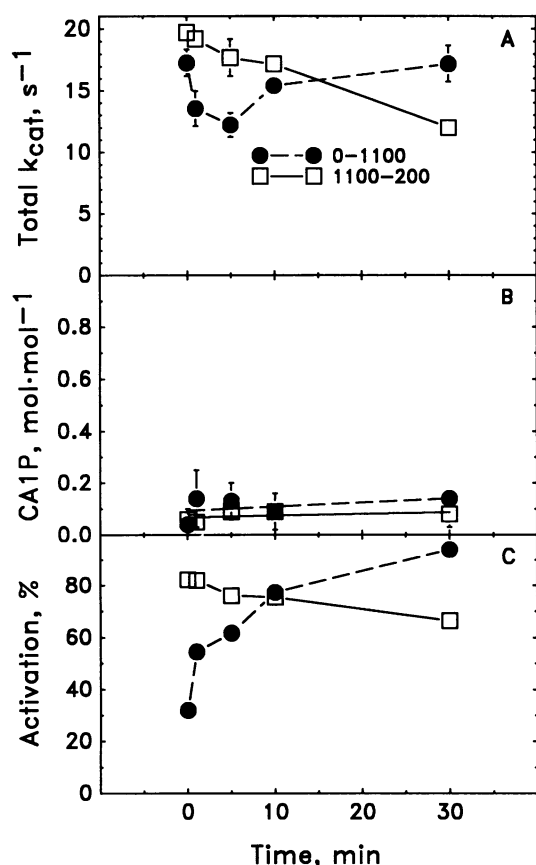 20
A
15
10
5
0
Total kcat, s−1
0−1100
1100−200
B
0.8
0.6
0.4
0.2
0.0
CA1P, mol·mol−1
C
80
60
40
20
0
Activation, %
0 10 20 30
Time, min